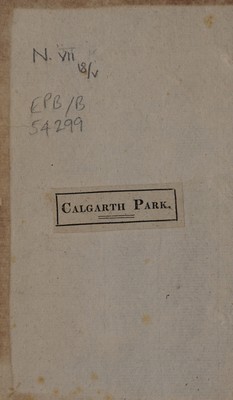 N. VII
18/v
EPB/B
54299
CALGARTH PARK.